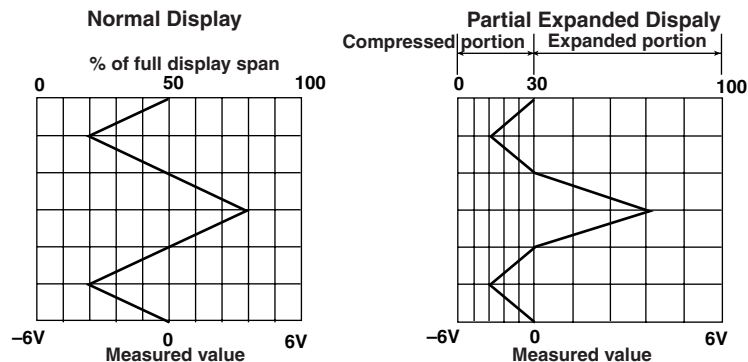 Normal Display
% of full display span
0 50 100
−6V 0 6V
Measured value
Partial Expanded Dispaly
Compressed portion Expanded portion
0 30 100
−6V 0 6V
Measured value